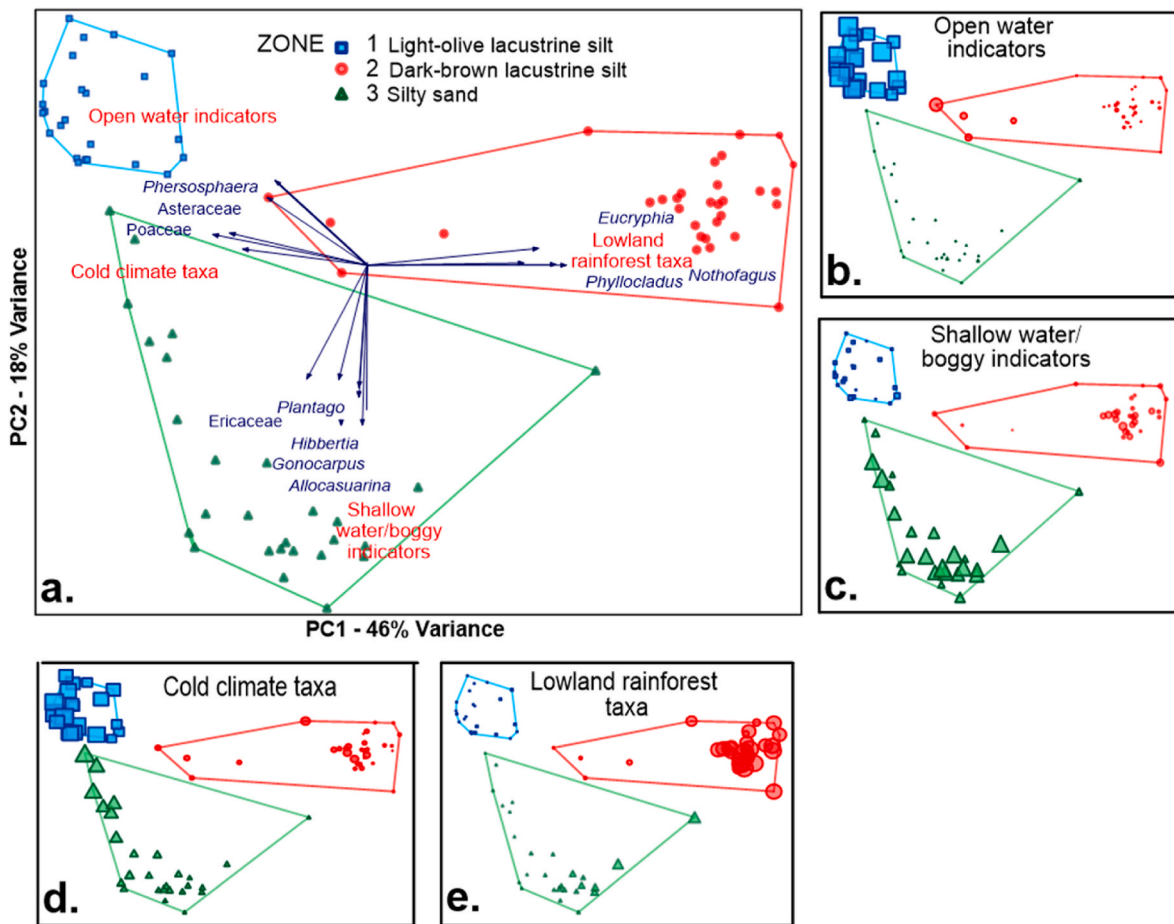 ZONE
1 Light-olive lacustrine silt
2 Dark-brown lacustrine silt
3 Silty sand
Open water indicators
Phersosphaera
Asteraceae
Poaceae
Cold climate taxa
Eucryphia
Lowland
rainforest taxa
Phyllocladus
Nothofagus
Plantago
Ericaceae
Hibbertia
Gonocarpus
Allocasuarina
Shallow
water/boggy
indicators
a.
PC2 - 18% Variance
PC1 - 46% Variance
Open water
indicators
b.
Shallow water/
boggy indicators
c.
Cold climate taxa
d.
Lowland rainforest
taxa
e.